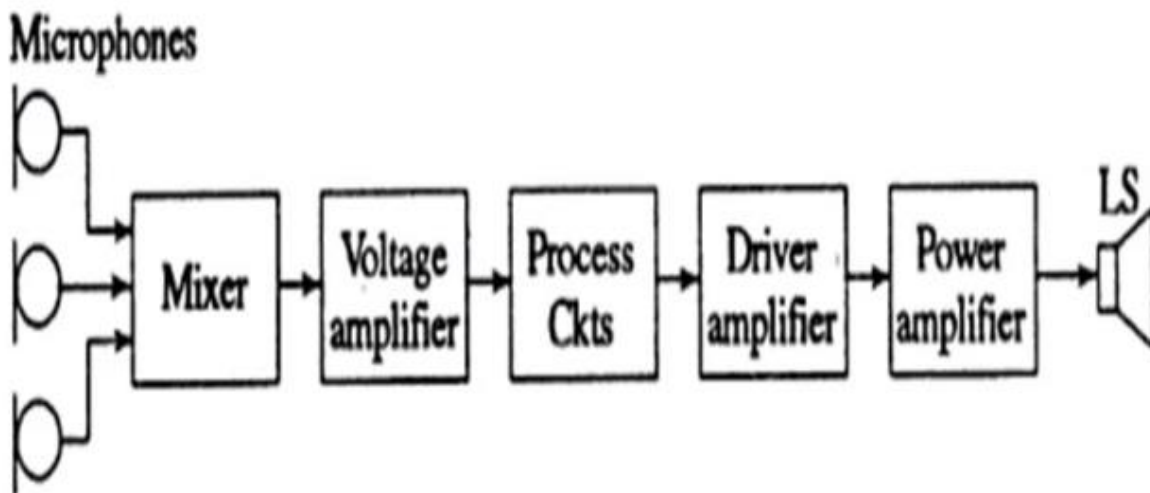 Microphones
LS
Mixer
Voltage
amplifier
Process
Ckts
Driver
amplifier
Power
amplifier